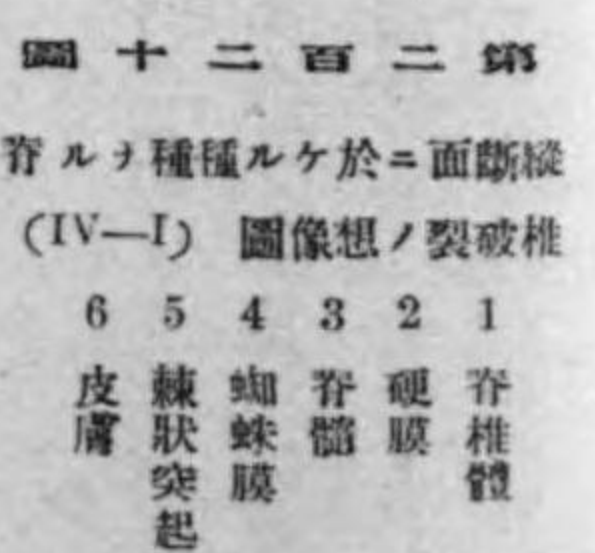 第二百二十圖
縱斷面ニ於ケル種種ナル脊
椎破裂ノ想像圖 (I—IV)
1 脊椎體
2 硬膜
3 脊髓
4 蜘蛛膜
5 棘狀突起
6 皮膚